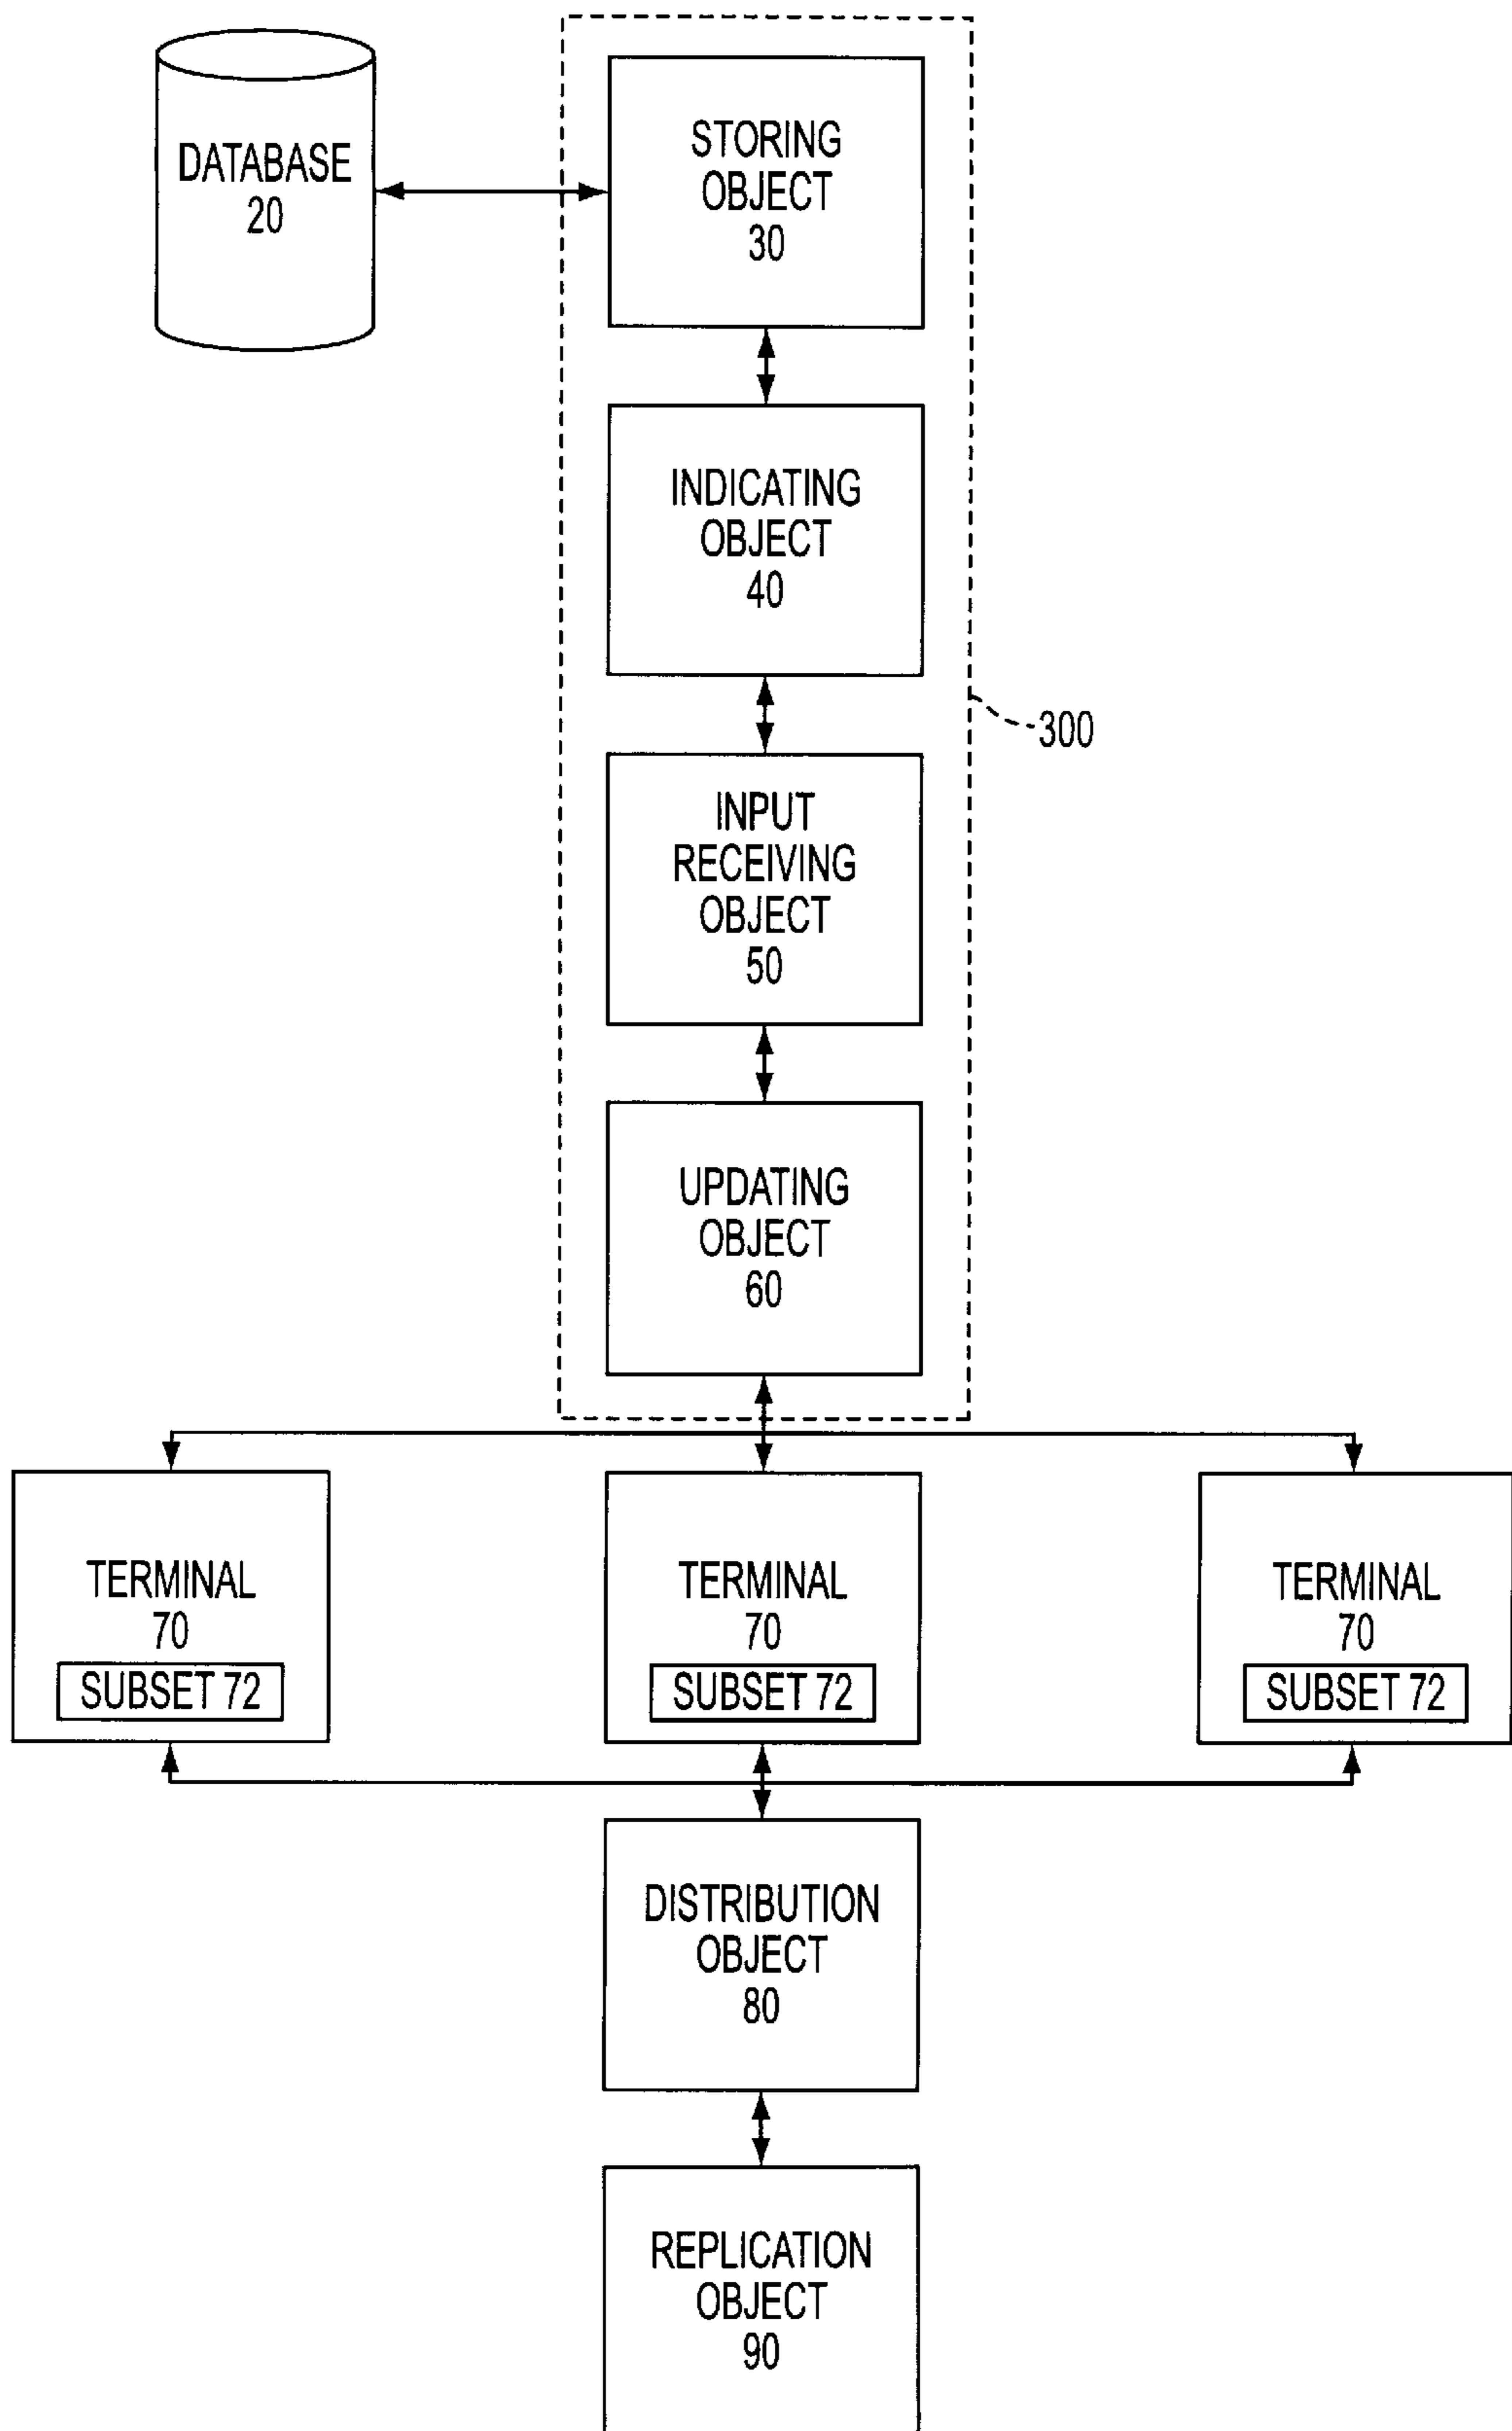 DATABASE
20
STORING
OBJECT
30
INDICATING
OBJECT
40
300
INPUT
RECEIVING
OBJECT
50
UPDATING
OBJECT
60
TERMINAL
70
SUBSET 72
TERMINAL
70
SUBSET 72
TERMINAL
70
SUBSET 72
DISTRIBUTION
OBJECT
80
REPLICATION
OBJECT
90